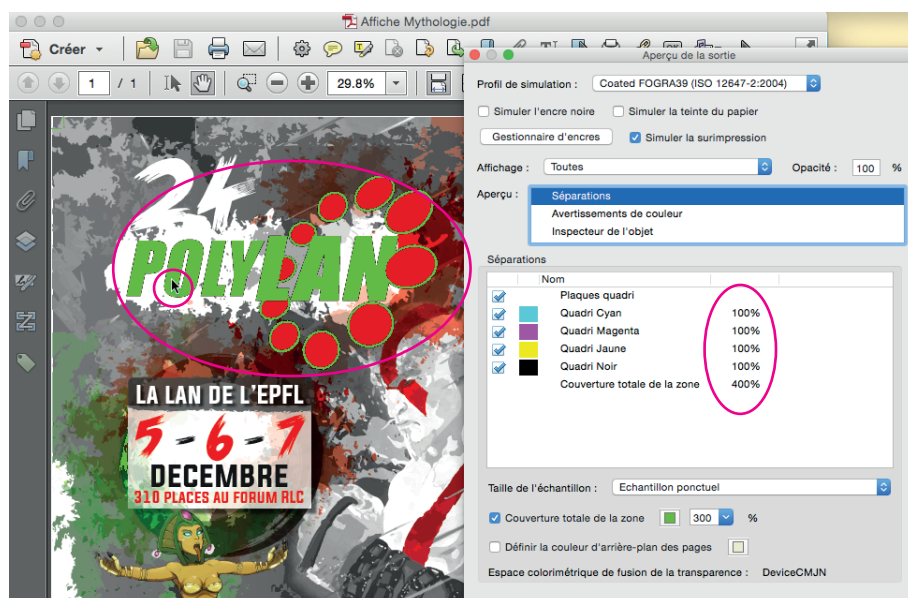 Affiche Mythologie.pdf
Créer
1 / 1
29.8%
Aperçu de la sortie
Profil de simulation : Coated FOGRA39 (ISO 12647-2:2004)
Simuler l'encre noire Simuler la teinte du papier
Gestionnaire d'encres Simuler la surimpression
Affichage : Toutes Opacité : 100 %
Aperçu : Séparations
Avertissements de couleur
Inspecteur de l'objet
Séparations
Nom
Plaques quadri
Quadri Cyan 100%
Quadri Magenta 100%
Quadri Jaune 100%
Quadri Noir 100%
Couverture totale de la zone 400%
Taille de l'échantillon : Echantillon ponctuel
Couverture totale de la zone 300 %
Définir la couleur d'arrière-plan des pages
Espace colorimétrique de fusion de la transparence : DeviceCMJN
24
POLYLAN
LA LAN DE L'EPFL
5 - 6 - 7
DECEMBRE
310 PLACES AU FORUM RLC